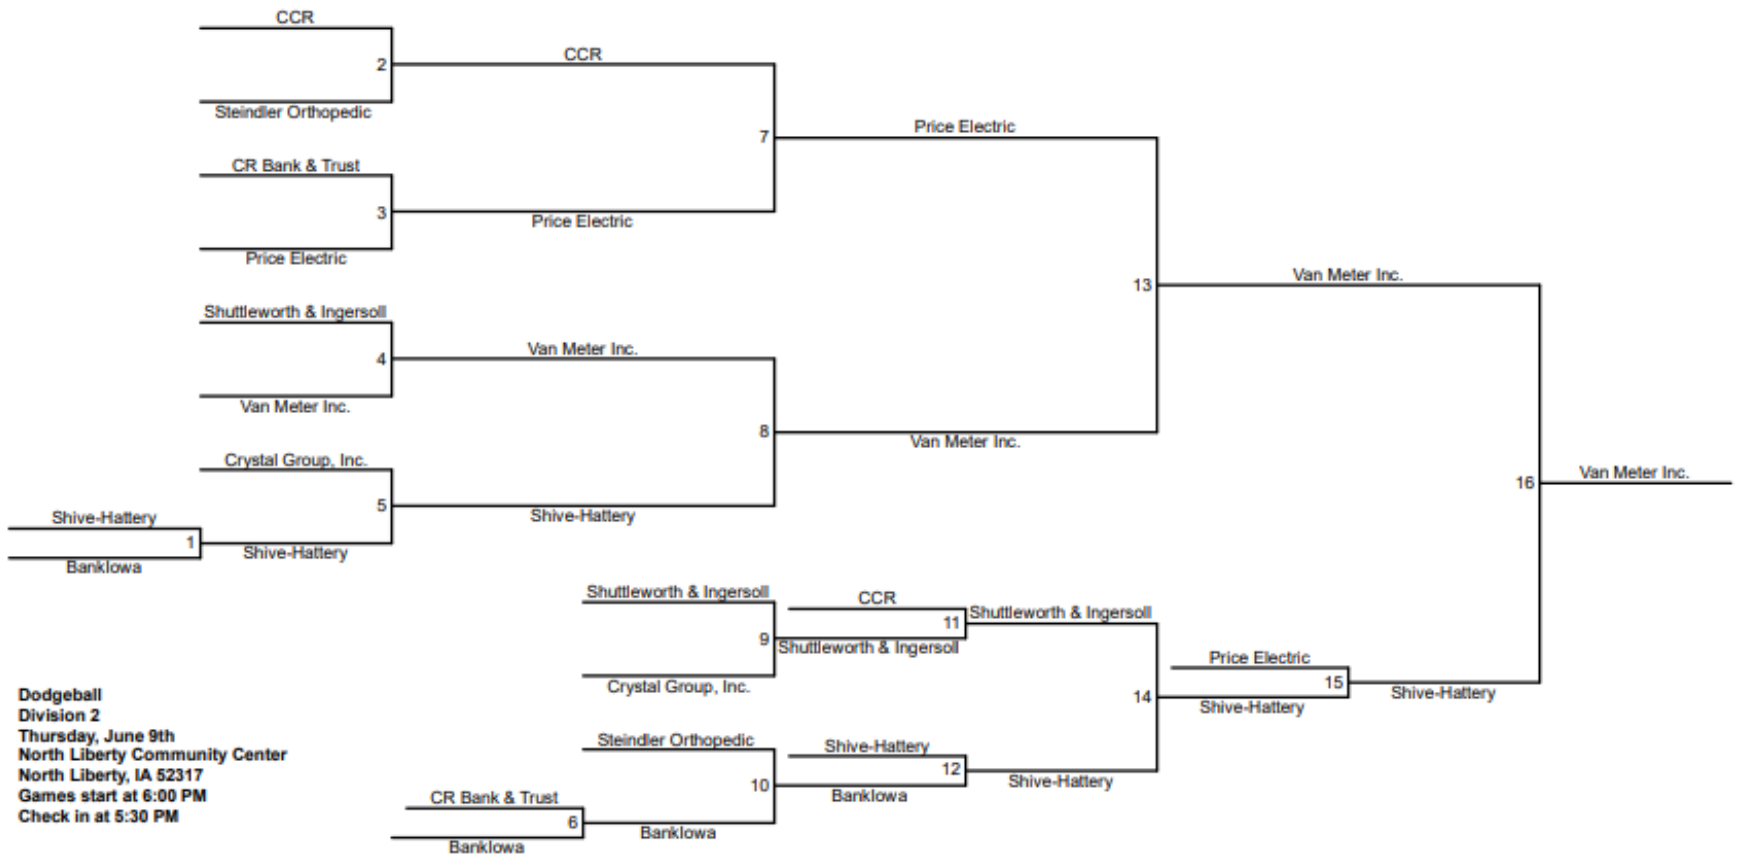 CCR
2
CCR
Steindler Orthopedic
7
Price Electric
CR Bank & Trust
3
Price Electric
Price Electric
13
Van Meter Inc.
Shuttleworth & Ingersoll
4
Van Meter Inc.
Van Meter Inc.
8
Van Meter Inc.
Crystal Group, Inc.
5
Shive-Hattery
16
Van Meter Inc.
Shive-Hattery
1
Shive-Hattery
BankIowa
Shuttleworth & Ingersoll
CCR
11
Shuttleworth & Ingersoll
9
Shuttleworth & Ingersoll
Crystal Group, Inc.
Price Electric
15
Shive-Hattery
14
Shive-Hattery
Steindler Orthopedic
Shive-Hattery
12
Shive-Hattery
10
BankIowa
CR Bank & Trust
6
BankIowa
BankIowa
Dodgeball
Division 2
Thursday, June 9th
North Liberty Community Center
North Liberty, IA 52317
Games start at 6:00 PM
Check in at 5:30 PM